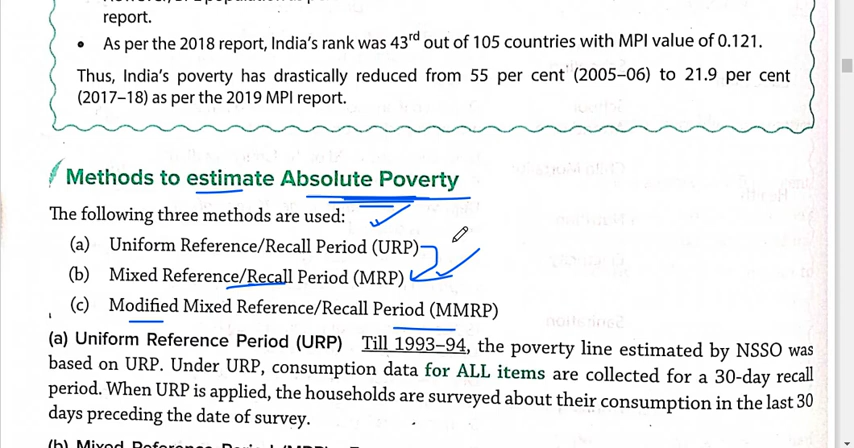 report.
• As per the 2018 report, India's rank was 43rd out of 105 countries with MPI value of 0.121.
Thus, India's poverty has drastically reduced from 55 per cent (2005–06) to 21.9 per cent
(2017–18) as per the 2019 MPI report.
Methods to estimate Absolute Poverty
The following three methods are used:
(a) Uniform Reference/Recall Period (URP)
(b) Mixed Reference/Recall Period (MRP)
(c) Modified Mixed Reference/Recall Period (MMRP)
(a) Uniform Reference Period (URP) Till 1993–94, the poverty line estimated by NSSO was
based on URP. Under URP, consumption data for ALL items are collected for a 30-day recall
period. When URP is applied, the households are surveyed about their consumption in the last 30
days preceding the date of survey.